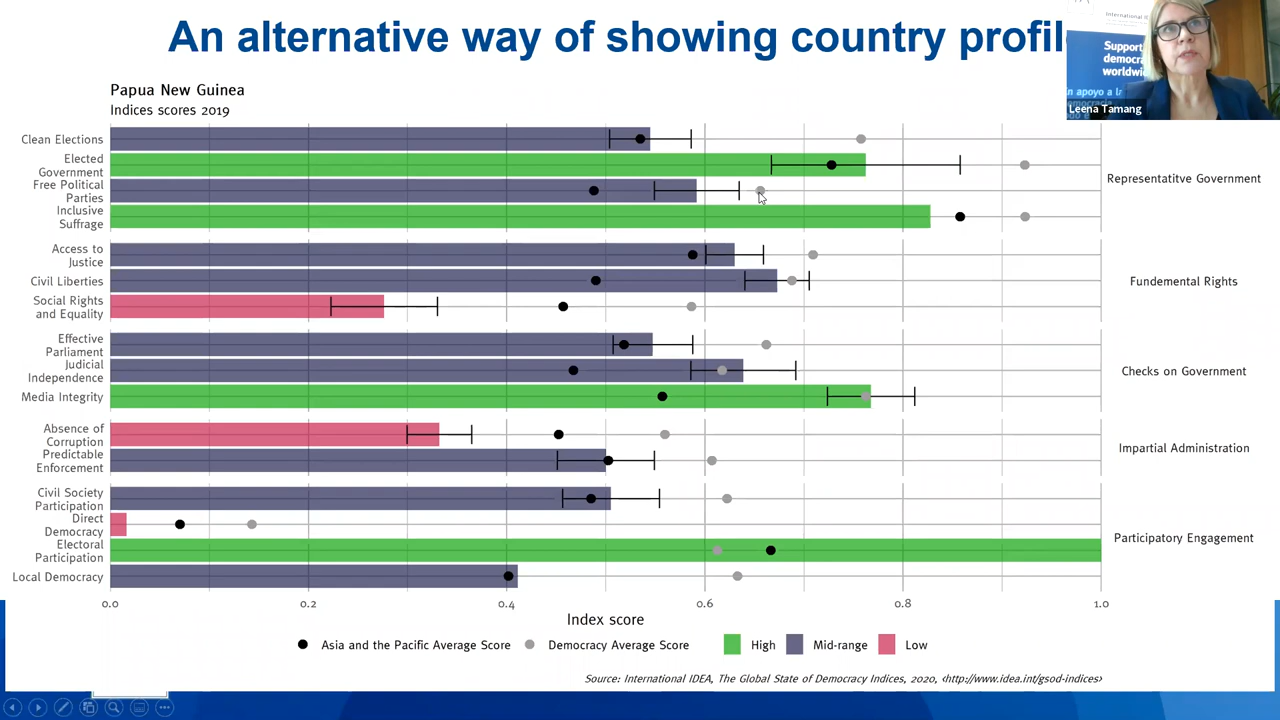 An alternative way of showing country profil
International IDE
Support
democra
worldwi
n apoyo a l
Leena Tamang
Papua New Guinea
Indices scores 2019
Clean Elections
Elected
Government
Free Political
Parties
Inclusive
Suffrage
Representatitve Government
Access to
Justice
Civil Liberties
Social Rights
and Equality
Fundemental Rights
Effective
Parliament
Judicial
Independence
Media Integrity
Checks on Government
Absence of
Corruption
Predictable
Enforcement
Impartial Administration
Civil Society
Participation
Direct
Democracy
Electoral
Participation
Local Democracy
Participatory Engagement
0.0 0.2 0.4 0.6 0.8 1.0
Index score
Asia and the Pacific Average Score Democracy Average Score High Mid-range Low
Source: International IDEA, The Global State of Democracy Indices, 2020, <http://www.idea.int/gsod-indices>